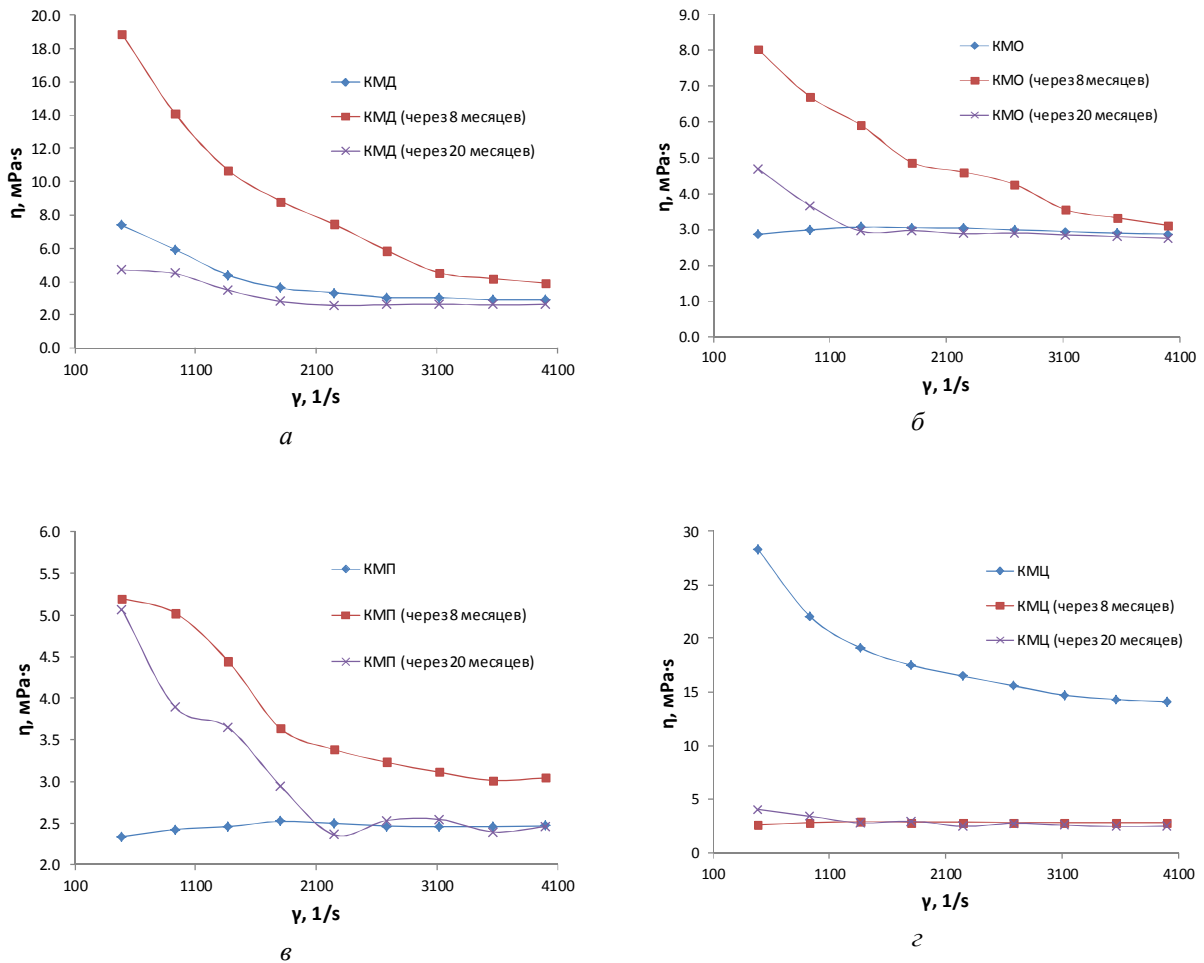 20.0
18.0
16.0
14.0
12.0
10.0
8.0
6.0
4.0
2.0
0.0
η, мPa·s
КМД
КМД (через 8 месяцев)
КМД (через 20 месяцев)
100 1100 2100 3100 4100
γ, 1/s
а
9.0
8.0
7.0
6.0
5.0
4.0
3.0
2.0
1.0
0.0
η, мPa·s
КМО
КМО (через 8 месяцев)
КМО (через 20 месяцев)
100 1100 2100 3100 4100
γ, 1/s
б
6.0
5.5
5.0
4.5
4.0
3.5
3.0
2.5
2.0
η, мPa·s
КМП
КМП (через 8 месяцев)
КМП (через 20 месяцев)
100 1100 2100 3100 4100
γ, 1/s
в
30
25
20
15
10
5
0
η, мPa·s
КМЦ
КМЦ (через 8 месяцев)
КМЦ (через 20 месяцев)
100 1100 2100 3100 4100
γ, 1/s
г